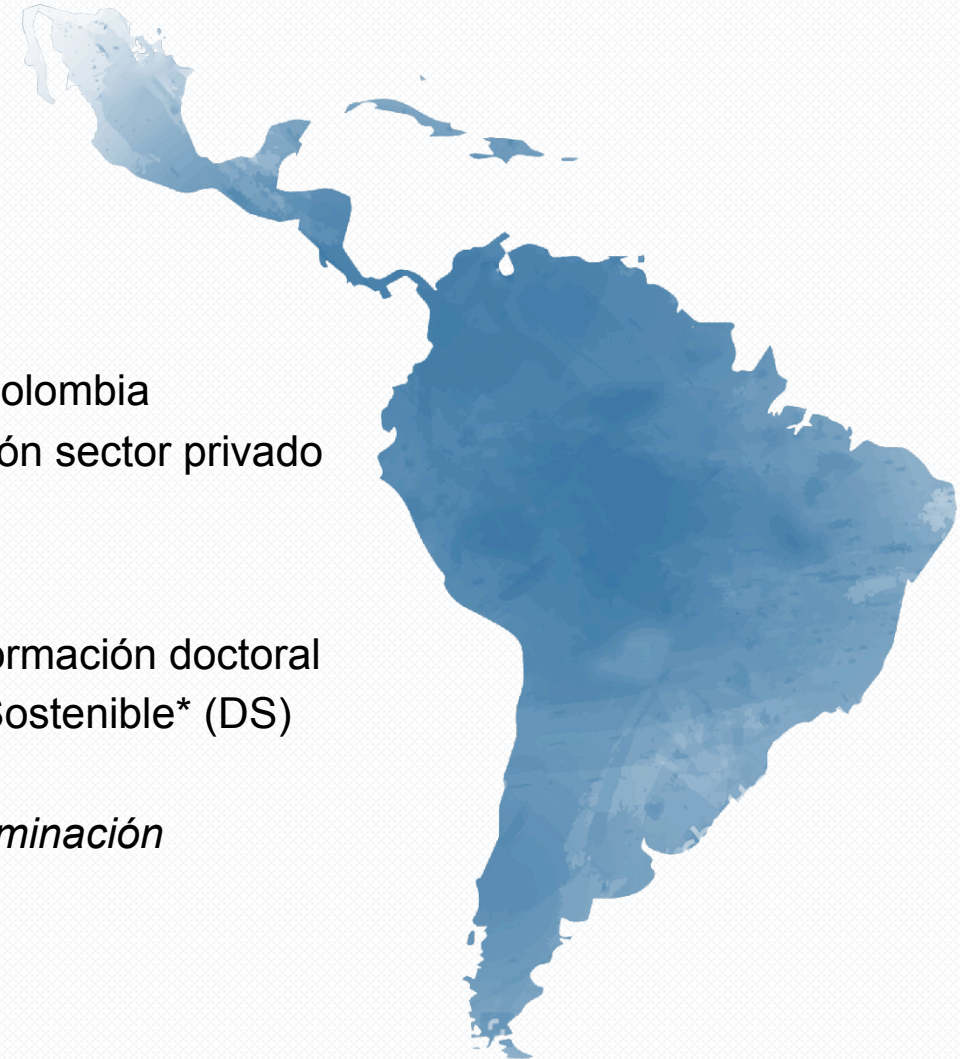 olombia
ón sector privado
ormación doctoral
Sostenible* (DS)
minación